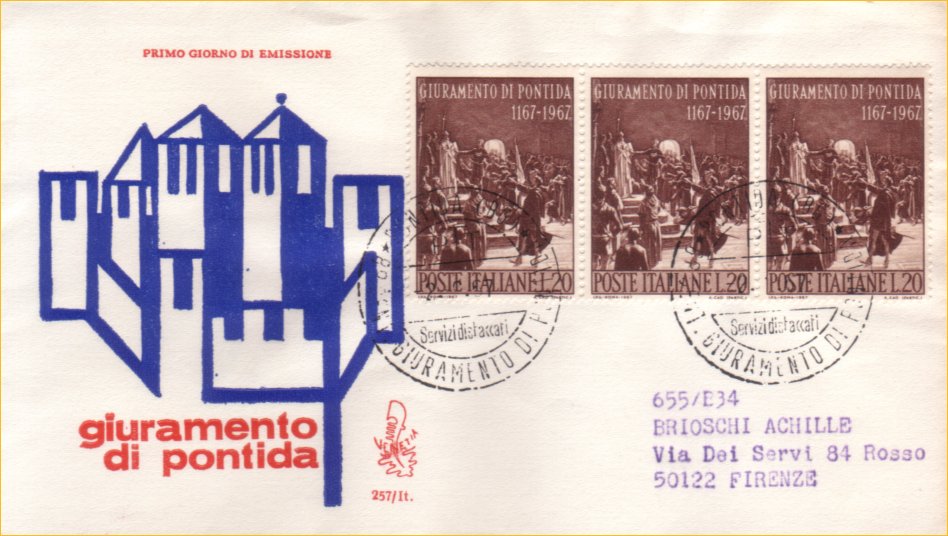 PRIMO GIORNO DI EMISSIONE
GIURAMENTO DI PONTIDA
1167-1967
POSTE ITALIANE L.20
GIURAMENTO DI PONTIDA
1167-1967
POSTE ITALIANE L.20
GIURAMENTO DI PONTIDA
1167-1967
POSTE ITALIANE L.20
Servizi distaccati
GIURAMENTO DI
Servizi distaccati
GIURAMENTO DI
giuramento
di pontida
VENETIA
257/It.
655/E34
BRIOSCHI ACHILLE
Via Dei Servi 84 Rosso
50122 FIRENZE